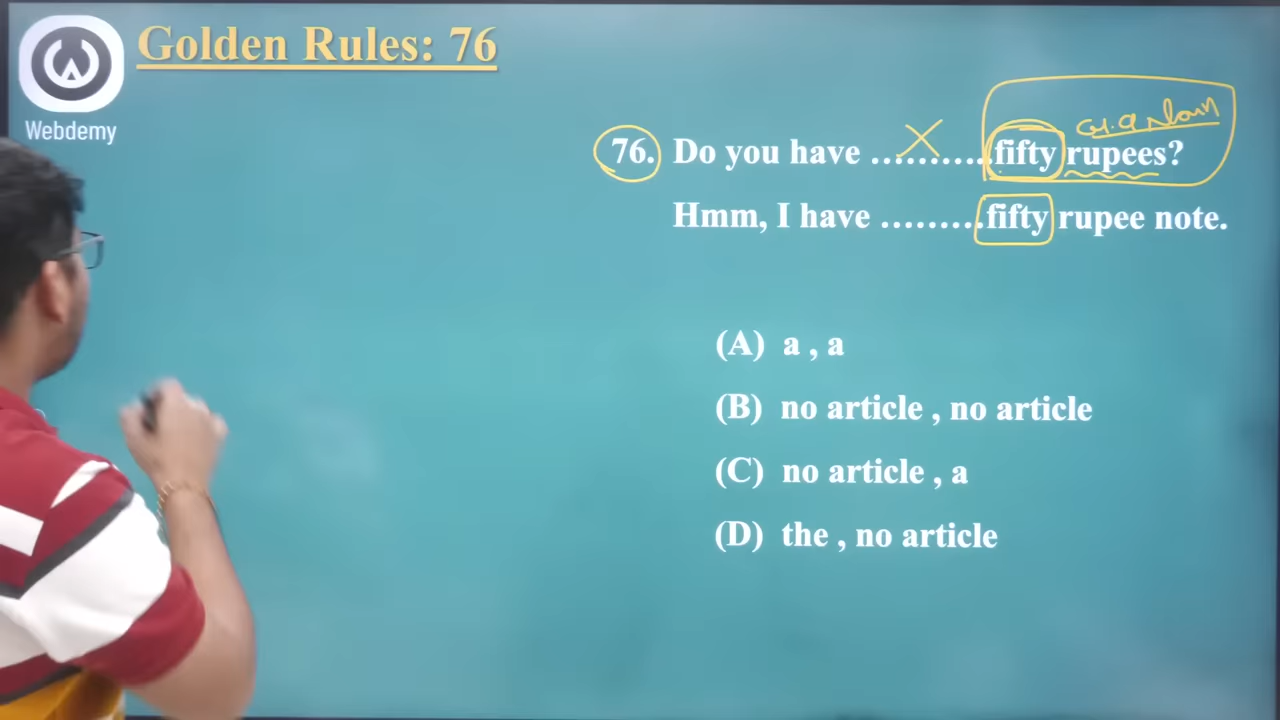 Golden Rules: 76
Webdemy
76. Do you have ...........fifty rupees?
Hmm, I have .........fifty rupee note.
(A) a , a
(B) no article , no article
(C) no article , a
(D) the , no article